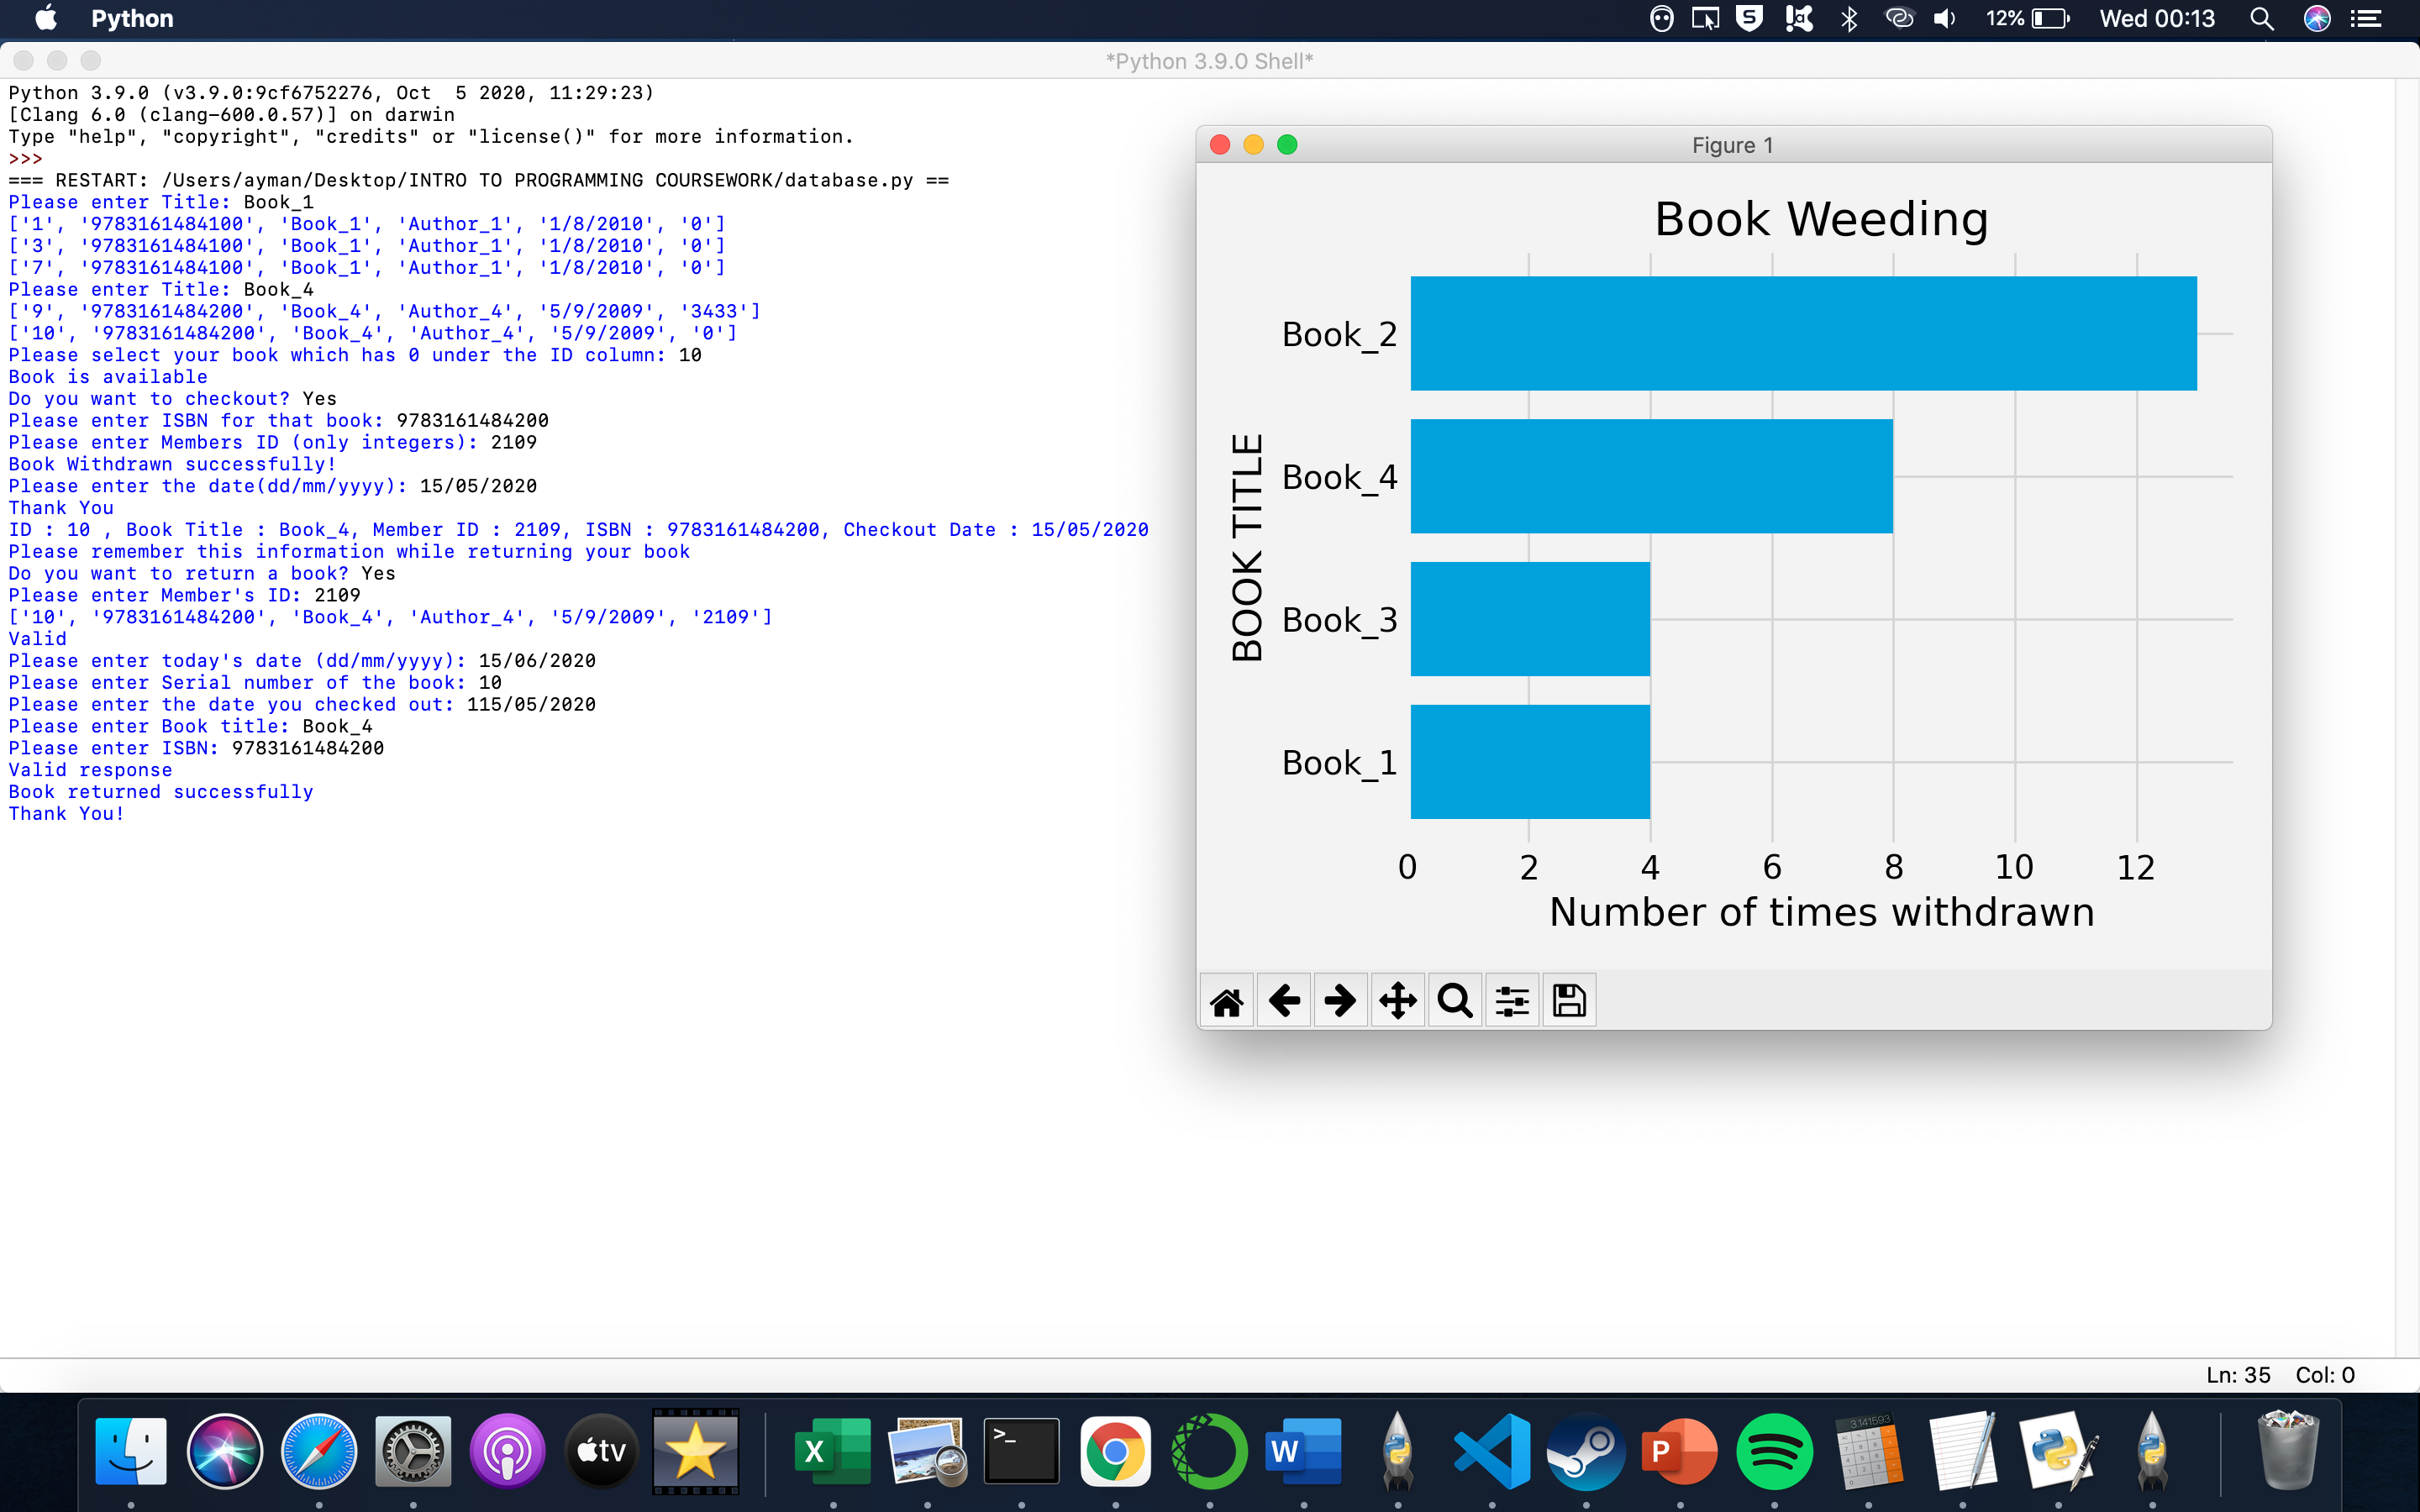 Python
12%
Wed 00:13
*Python 3.9.0 Shell*
Python 3.9.0 (v3.9.0:9cf6752276, Oct  5 2020, 11:29:23)
[Clang 6.0 (clang-600.0.57)] on darwin
Type "help", "copyright", "credits" or "license()" for more information.
>>>
=== RESTART: /Users/ayman/Desktop/INTRO TO PROGRAMMING COURSEWORK/database.py ==
Please enter Title: Book_1
['1', '9783161484100', 'Book_1', 'Author_1', '1/8/2010', '0']
['3', '9783161484100', 'Book_1', 'Author_1', '1/8/2010', '0']
['7', '9783161484100', 'Book_1', 'Author_1', '1/8/2010', '0']
Please enter Title: Book_4
['9', '9783161484200', 'Book_4', 'Author_4', '5/9/2009', '3433']
['10', '9783161484200', 'Book_4', 'Author_4', '5/9/2009', '0']
Please select your book which has 0 under the ID column: 10
Book is available
Do you want to checkout? Yes
Please enter ISBN for that book: 9783161484200
Please enter Members ID (only integers): 2109
Book Withdrawn successfully!
Please enter the date(dd/mm/yyyy): 15/05/2020
Thank You
ID : 10 , Book Title : Book_4, Member ID : 2109, ISBN : 9783161484200, Checkout Date : 15/05/2020
Please remember this information while returning your book
Do you want to return a book? Yes
Please enter Member's ID: 2109
['10', '9783161484200', 'Book_4', 'Author_4', '5/9/2009', '2109']
Valid
Please enter today's date (dd/mm/yyyy): 15/06/2020
Please enter Serial number of the book: 10
Please enter the date you checked out: 115/05/2020
Please enter Book title: Book_4
Please enter ISBN: 9783161484200
Valid response
Book returned successfully
Thank You!
Figure 1
Book Weeding
BOOK TITLE
Book_2
Book_4
Book_3
Book_1
0 2 4 6 8 10 12
Number of times withdrawn
Ln: 35 Col: 0
tv
X
>_
W
P
3.141593